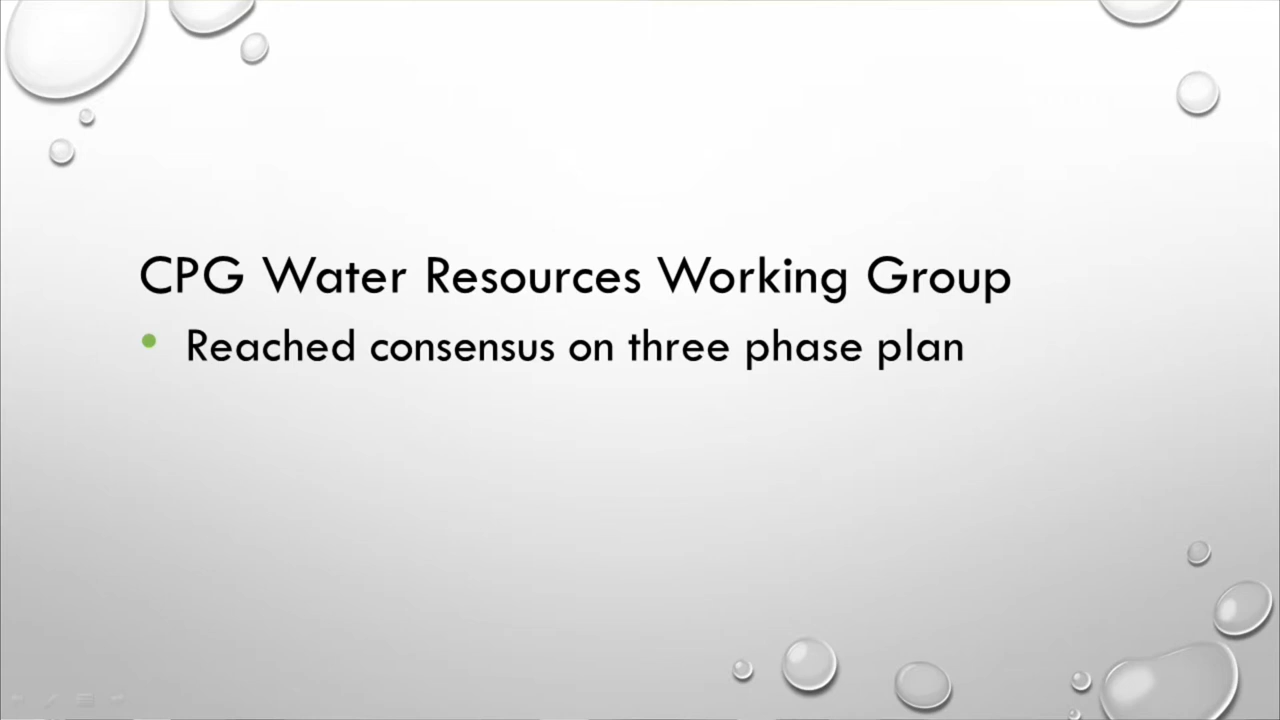 CPG Water Resources Working Group
• Reached consensus on three phase plan